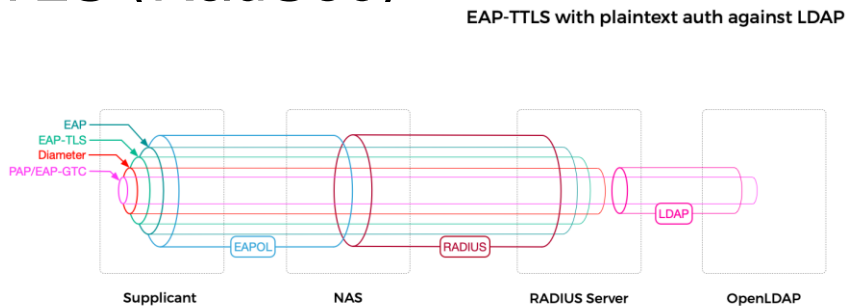 EAP-TTLS with plaintext auth against LDAP
EAP
EAP-TLS
Diameter
PAP/EAP-GTC
EAPOL
RADIUS
LDAP
Supplicant
NAS
RADIUS Server
OpenLDAP